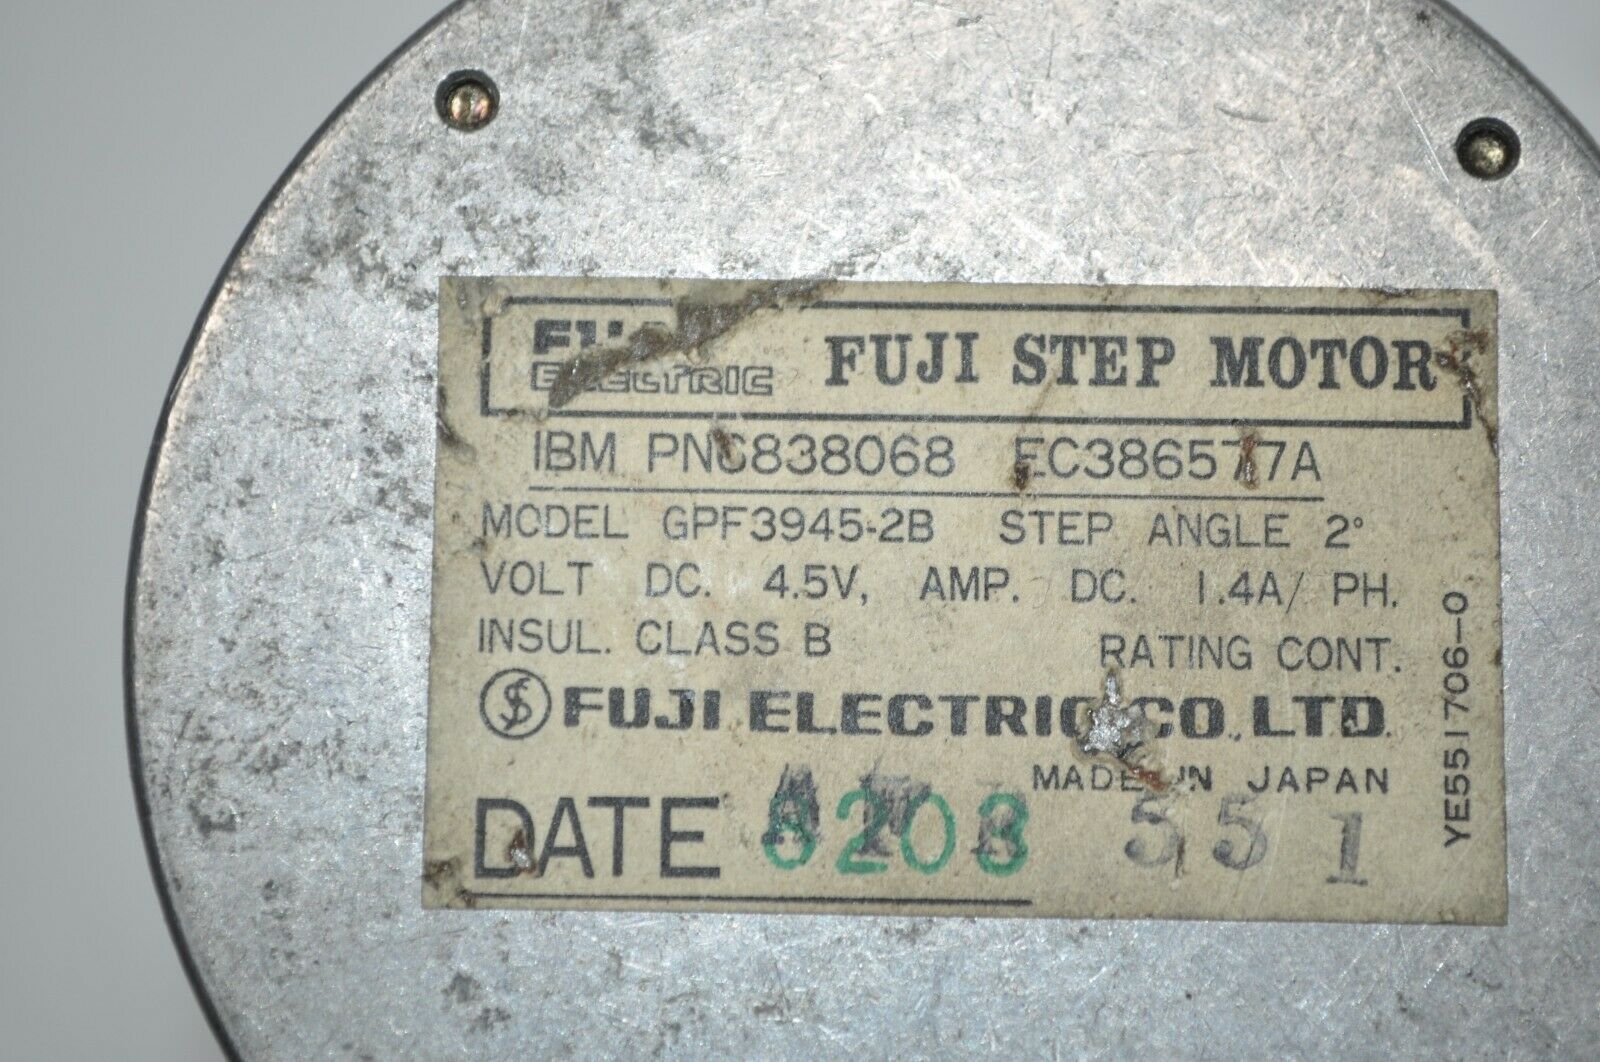 ELECTRIC FUJI STEP MOTOR
IBM PN6838068 EC386577A
MODEL GPF3945-2B STEP ANGLE 2°
VOLT DC. 4.5V, AMP. DC. 1.4A/ PH.
INSUL. CLASS B RATING CONT.
FUJI ELECTRIC CO., LTD.
MADE IN JAPAN
DATE 8203 551
YE551706-0